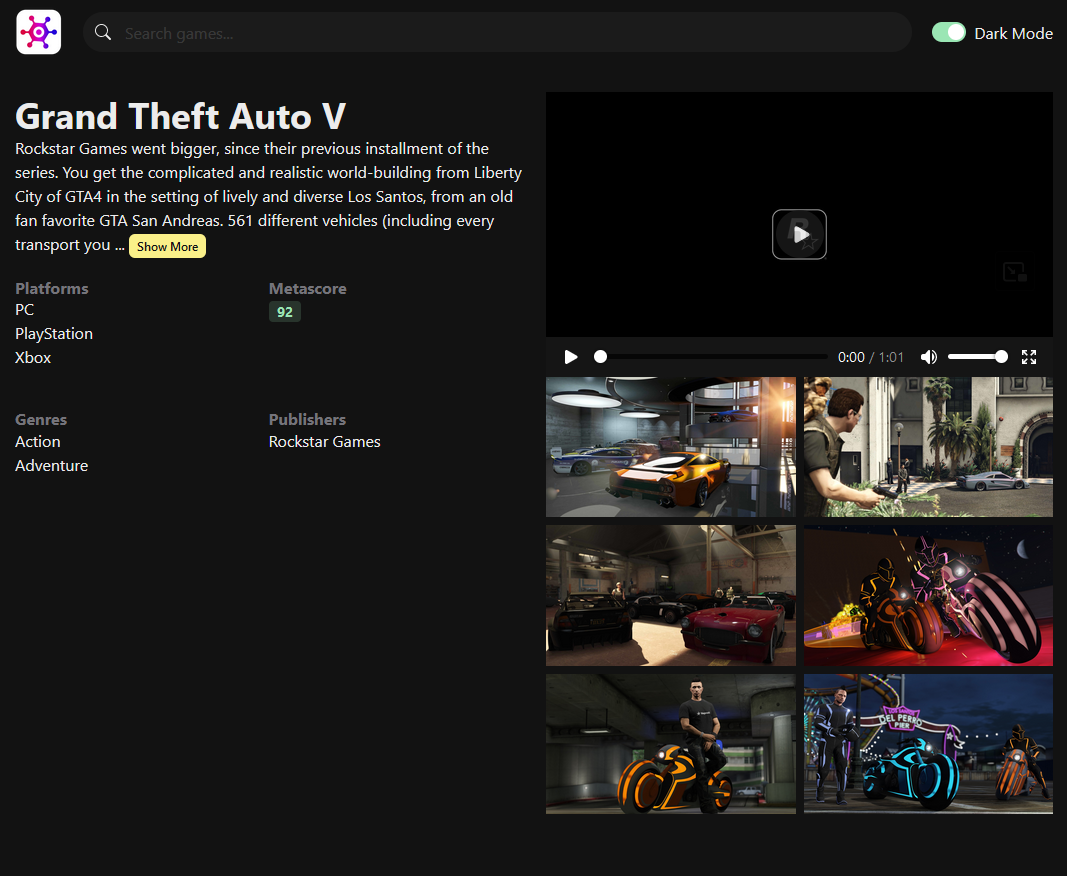 Search games...
Dark Mode
Grand Theft Auto V
Rockstar Games went bigger, since their previous installment of the
series. You get the complicated and realistic world-building from Liberty
City of GTA4 in the setting of lively and diverse Los Santos, from an old
fan favorite GTA San Andreas. 561 different vehicles (including every
transport you ... Show More
Platforms
PC
PlayStation
Xbox
Metascore
92
Genres
Action
Adventure
Publishers
Rockstar Games
0:00 / 1:01
LOS SANTOS
DEL PERRO
PIER